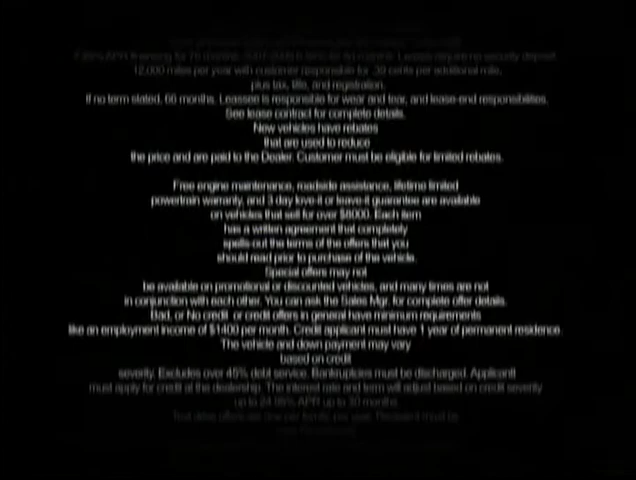 12,000 miles per year with customer responsible for .30 cents per additional mile,
plus tax, title, and registration.
If no term stated, 66 months. Leasee is responsible for wear and tear, and lease-end responsibilities.
See lease contract for complete details.
New vehicles have rebates
that are used to reduce
the price and are paid to the Dealer. Customer must be eligible for limited rebates.
Free engine maintenance, roadside assistance, lifetime limited
powertrain warranty, and 3 day love it or leave it guarantee are available
on vehicles that sell for over $8000. Each item
has a written agreement that completely
spells out the terms of the offers that you
should read prior to purchase of the vehicle.
Special offers may not
be available on promotional or discounted vehicles, and many times are not
in conjunction with each other. You can ask the Sales Mgr. for complete offer details.
Bad, or No credit or credit offers in general have minimum requirements
like an employment income of $1400 per month. Credit applicant must have 1 year of permanent residence.
The vehicle and down payment may vary
based on credit
severity. Excludes over 45% debt service. Bankruptcies must be discharged. Applicant
must apply for credit at the dealership. The interest rate and term will adjust based on credit severity
up to APR up to 30 months